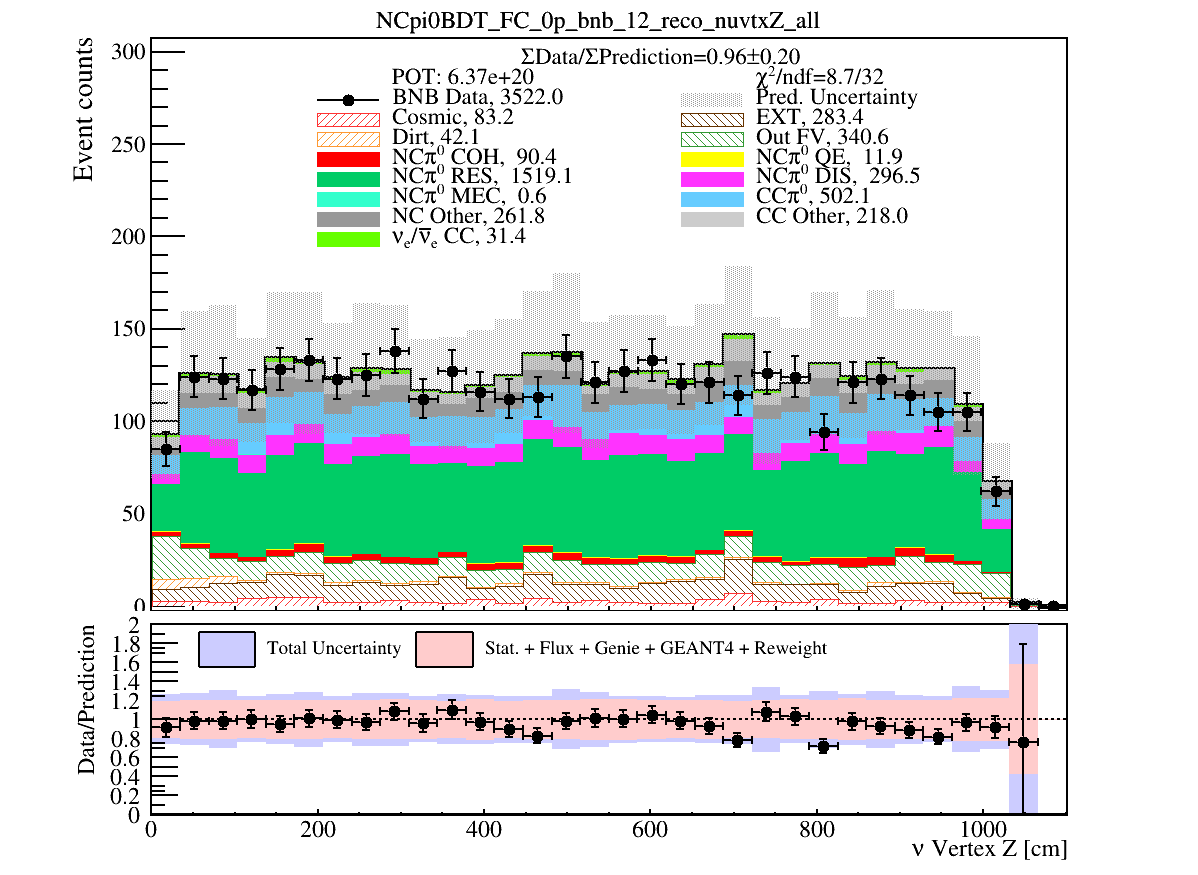 NCpi0BDT_FC_0p_bnb_12_reco_nuvtxZ_all
ΣData/ΣPrediction=0.96±0.20
POT: 6.37e+20
χ²/ndf=8.7/32
BNB Data, 3522.0
Pred. Uncertainty
Cosmic, 83.2
EXT, 283.4
Dirt, 42.1
Out FV, 340.6
NCπ⁰ COH, 90.4
NCπ⁰ QE, 11.9
NCπ⁰ RES, 1519.1
NCπ⁰ DIS, 296.5
NCπ⁰ MEC, 0.6
CCπ⁰, 502.1
NC Other, 261.8
CC Other, 218.0
νₑ/ν̅ₑ CC, 31.4
Event counts
300
250
200
150
100
50
0
Total Uncertainty
Stat. + Flux + Genie + GEANT4 + Reweight
Data/Prediction
2
1.8
1.6
1.4
1.2
1
0.8
0.6
0.4
0.2
0
0 200 400 600 800 1000
ν Vertex Z [cm]